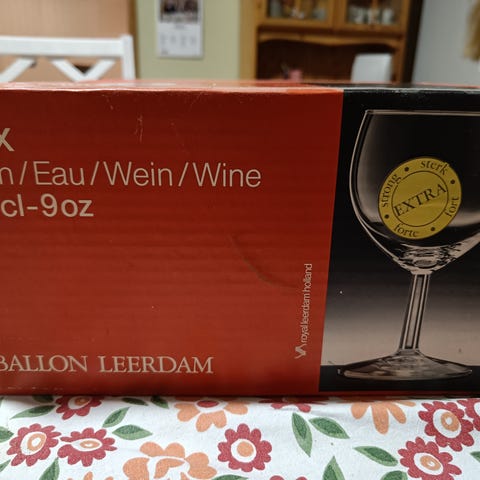 X
n/Eau/Wein/Wine
cl-9oz
BALLON LEERDAM
royal leerdam holland
strong sterk
EXTRA
forte fort